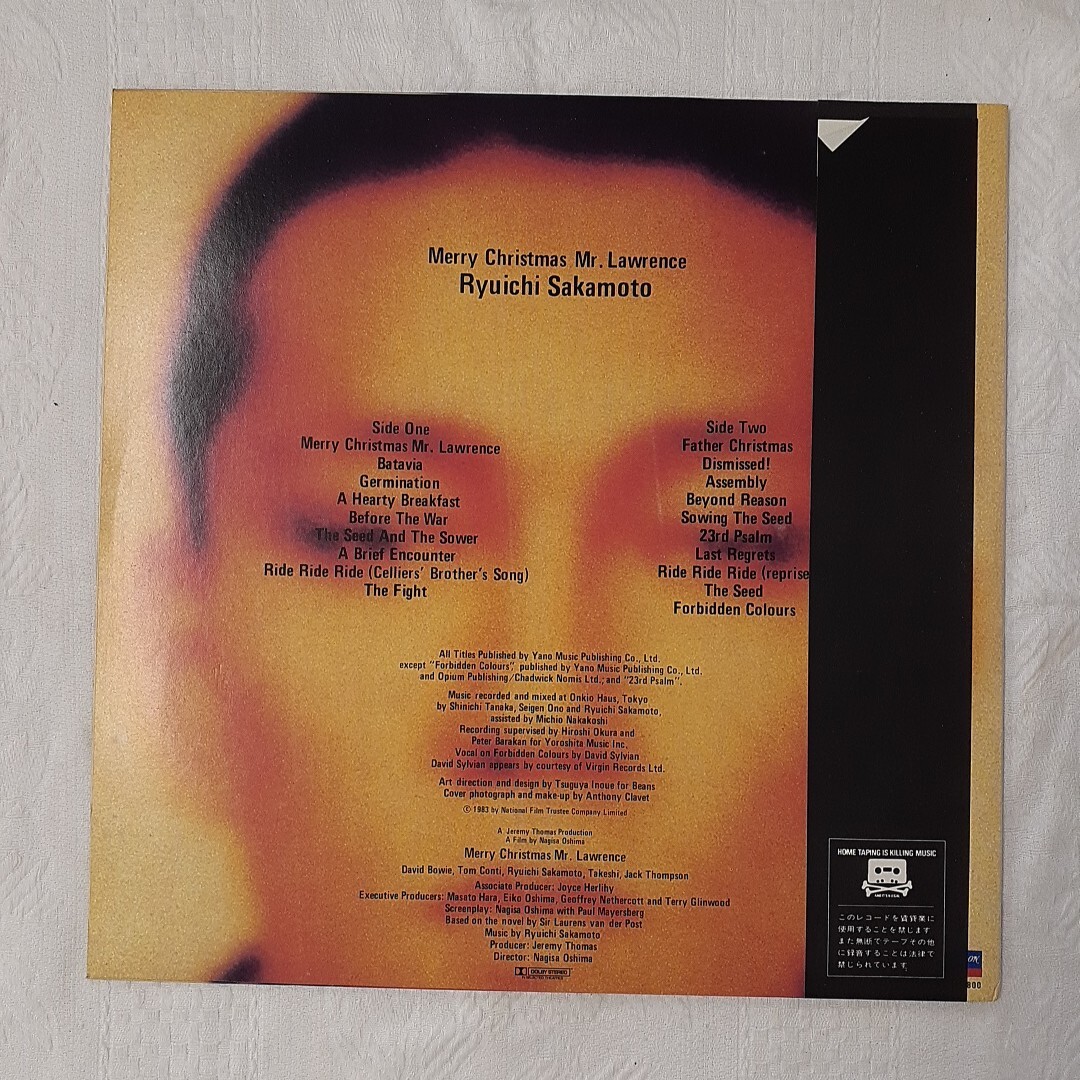 Merry Christmas Mr. Lawrence
Ryuichi Sakamoto
Side One
Merry Christmas Mr. Lawrence
Batavia
Germination
A Hearty Breakfast
Before The War
The Seed And The Sower
A Brief Encounter
Ride Ride Ride (Celliers' Brother's Song)
The Fight
Side Two
Father Christmas
Dismissed!
Assembly
Beyond Reason
Sowing The Seed
23rd Psalm
Last Regrets
Ride Ride Ride (reprise
The Seed
Forbidden Colours
All Titles Published by Yano Music Publishing Co., Ltd.
except "Forbidden Colours", published by Yano Music Publishing Co., Ltd.
and Opium Publishing/Chadwick Nomis Ltd.; and "23rd Psalm".
Music recorded and mixed at Onkio Haus, Tokyo
by Shinichi Tanaka, Seigen Ono and Ryuichi Sakamoto,
assisted by Michio Nakakoshi
Recording supervised by Hiroshi Okura and
Peter Barakan for Yoroshita Music Inc.
Vocal on Forbidden Colours by David Sylvian
David Sylvian appears by courtesy of Virgin Records Ltd.
Art direction and design by Tsuguya Inoue for Beans
Cover photograph and make-up by Anthony Clavet
© 1983 by National Film Trustee Company Limited
A Jeremy Thomas Production
A Film by Nagisa Oshima
Merry Christmas Mr. Lawrence
David Bowie, Tom Conti, Ryuichi Sakamoto, Takeshi, Jack Thompson
Associate Producer: Joyce Herlihy
Executive Producers: Masato Hara, Eiko Oshima, Geoffrey Nethercott and Terry Glinwood
Screenplay: Nagisa Oshima with Paul Mayersberg
Based on the novel by Sir Laurens van der Post
Music by Ryuichi Sakamoto
Producer: Jeremy Thomas
Director: Nagisa Oshima
DOLBY STEREO
IN SELECTED THEATRES
HOME TAPING IS KILLING MUSIC
このレコードを賃貸業に
使用することを禁じます
また無断でテープその他
に録音することは法律で
禁じられています
ON
800